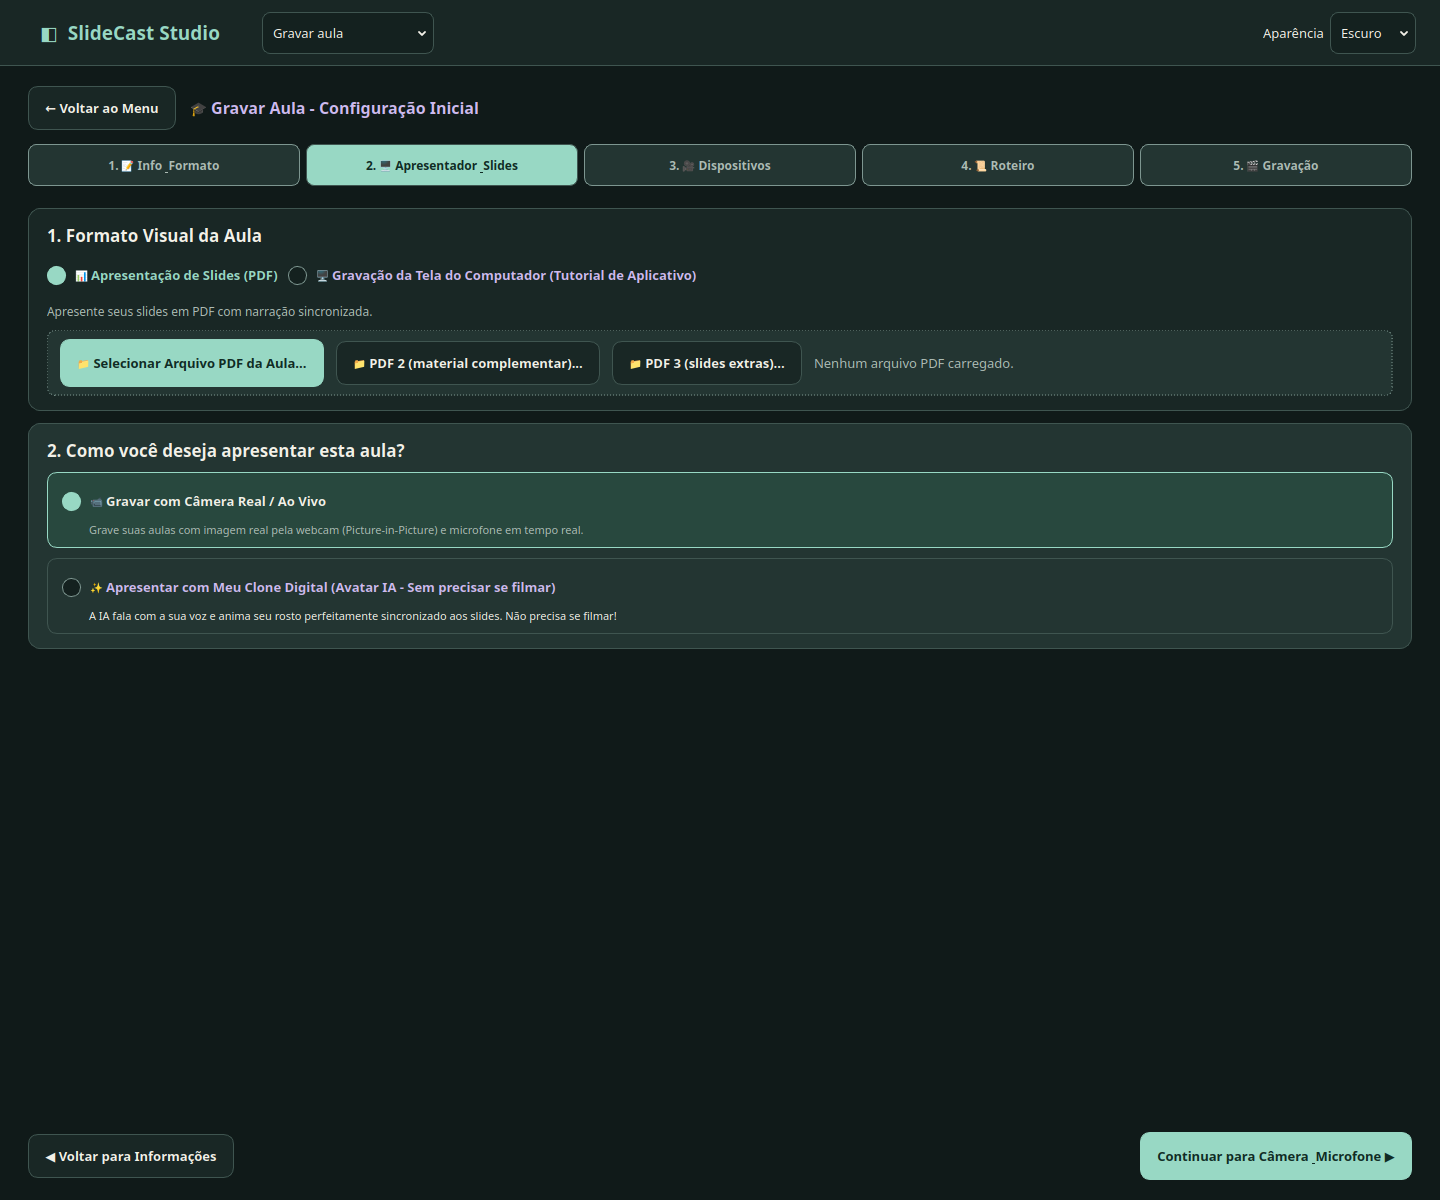 SlideCast Studio
Gravar aula
Aparência
Escuro
← Voltar ao Menu
Gravar Aula - Configuração Inicial
1. Info _Formato
2. Apresentador _Slides
3. Dispositivos
4. Roteiro
5. Gravação
1. Formato Visual da Aula
Apresentação de Slides (PDF)
Gravação da Tela do Computador (Tutorial de Aplicativo)
Apresente seus slides em PDF com narração sincronizada.
Selecionar Arquivo PDF da Aula...
PDF 2 (material complementar)...
PDF 3 (slides extras)...
Nenhum arquivo PDF carregado.
2. Como você deseja apresentar esta aula?
Gravar com Câmera Real / Ao Vivo
Grave suas aulas com imagem real pela webcam (Picture-in-Picture) e microfone em tempo real.
Apresentar com Meu Clone Digital (Avatar IA - Sem precisar se filmar)
A IA fala com a sua voz e anima seu rosto perfeitamente sincronizado aos slides. Não precisa se filmar!
◀ Voltar para Informações
Continuar para Câmera _Microfone ▶